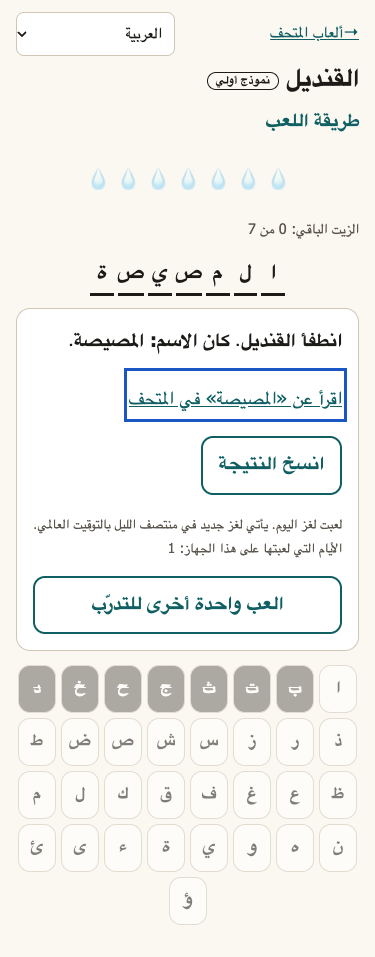 →ألعاب المتحف
العربية
القنديل نموذج أولي
طريقة اللعب
الزيت الباقي: 0 من 7
ا ل م ص ي ص ة
انطفأ القنديل. كان الاسم: المصيصة.
اقرأ عن «المصيصة» في المتحف
انسخ النتيجة
لعبت لغز اليوم. يأتي لغز جديد في منتصف الليل بالتوقيت العالمي.
الأيام التي لعبتها على هذا الجهاز: 1
العب واحدة أخرى للتدرّب
ا ب ت ث ج ح خ د
ذ ر ز س ش ص ض ط
ظ ع غ ف ق ك ل م
ن ه و ي ة ء ى ئ
ؤ